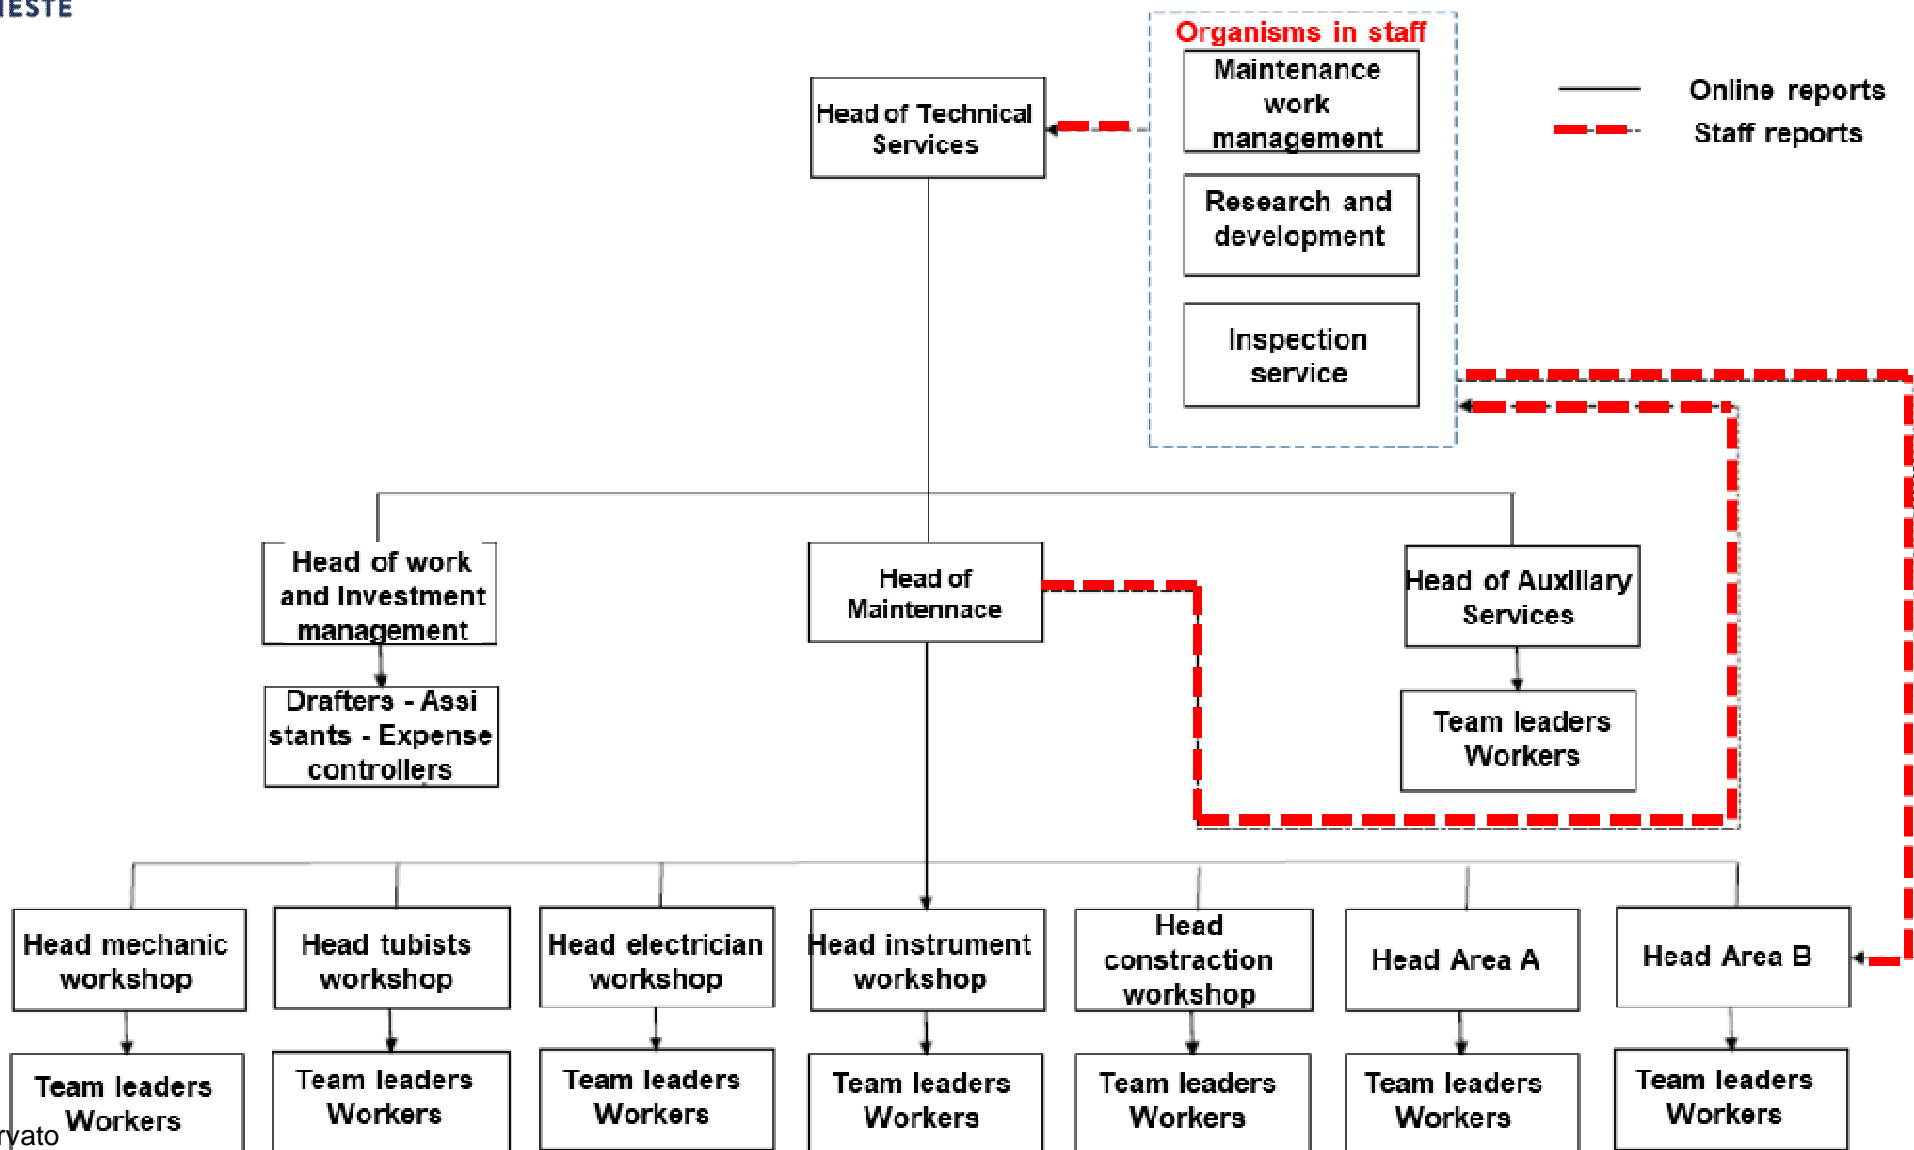 Organisms in staff
Maintenance
work
management
Head of Technical
Services
Online reports
Staff reports
Research and
development
Inspection
service
Head of work
and Investment
management
Head of
Maintennace
Head of Auxiliary
Services
Drafters - Assi
stants - Expense
controllers
Team leaders
Workers
Head mechanic
workshop
Head tubists
workshop
Head electrician
workshop
Head instrument
workshop
Head
constraction
workshop
Head Area A
Head Area B
Team leaders
Workers
Team leaders
Workers
Team leaders
Workers
Team leaders
Workers
Team leaders
Workers
Team leaders
Workers
Team leaders
Workers